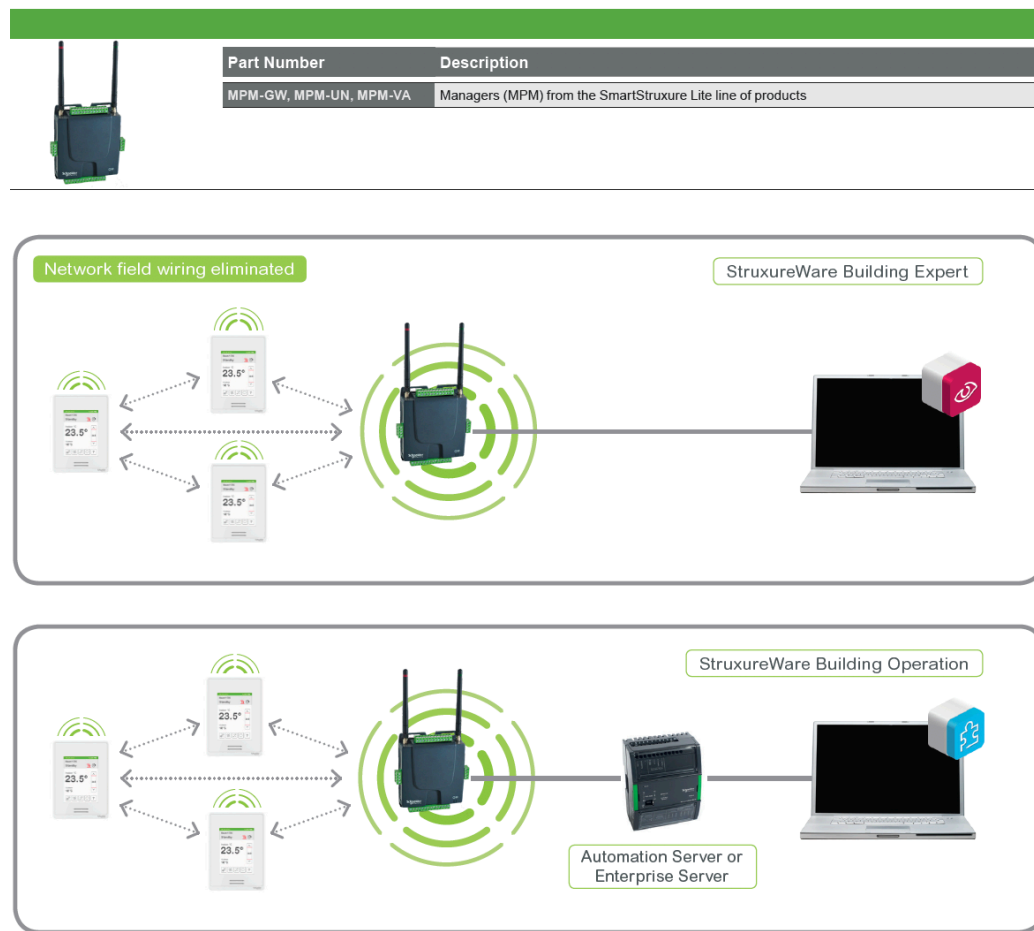 Part Number Description
MPM-GW, MPM-UN, MPM-VA Managers (MPM) from the SmartStruxure Lite line of products
Network field wiring eliminated
StruxureWare Building Expert
23.5°
23.5°
23.5°
StruxureWare Building Operation
23.5°
23.5°
23.5°
Automation Server or
Enterprise Server